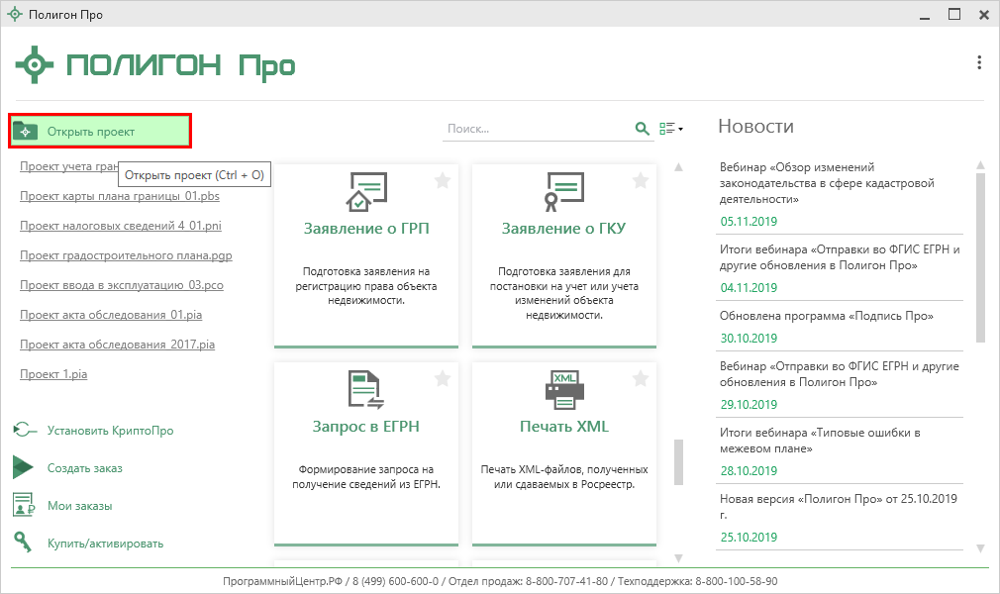 Полигон Про
ПОЛИГОН Про
Открыть проект
Проект учета гран
Открыть проект (Ctrl + O)
Проект карты плана границы_01.pbs
Проект налоговых сведений 4_01.pni
Проект градостроительного плана.pgp
Проект ввода в эксплуатацию_03.pco
Проект акта обследования_01.pia
Проект акта обследования_2017.pia
Проект 1.pia
Установить КриптоПро
Создать заказ
Мои заказы
Купить/активировать
Поиск...
Заявление о ГРП
Подготовка заявления на
регистрацию права объекта
недвижимости.
Заявление о ГКУ
Подготовка заявления для
постановки на учет или учета
изменений объекта
недвижимости.
Запрос в ЕГРН
Формирование запроса на
получение сведений из ЕГРН.
XML
Печать XML
Печать XML-файлов, полученных
или сдаваемых в Росреестр.
Новости
Вебинар «Обзор изменений
законодательства в сфере кадастровой
деятельности»
05.11.2019
Итоги вебинара «Отправки во ФГИС ЕГРН и
другие обновления в Полигон Про»
04.11.2019
Обновлена программа «Подпись Про»
30.10.2019
Вебинар «Отправки во ФГИС ЕГРН и другие
обновления в Полигон Про»
29.10.2019
Итоги вебинара «Типовые ошибки в
межевом плане»
28.10.2019
Новая версия «Полигон Про» от 25.10.2019
г.
25.10.2019
ПрограммныйЦентр.РФ / 8 (499) 600-600-0 / Отдел продаж: 8-800-707-41-80 / Техподдержка: 8-800-100-58-90